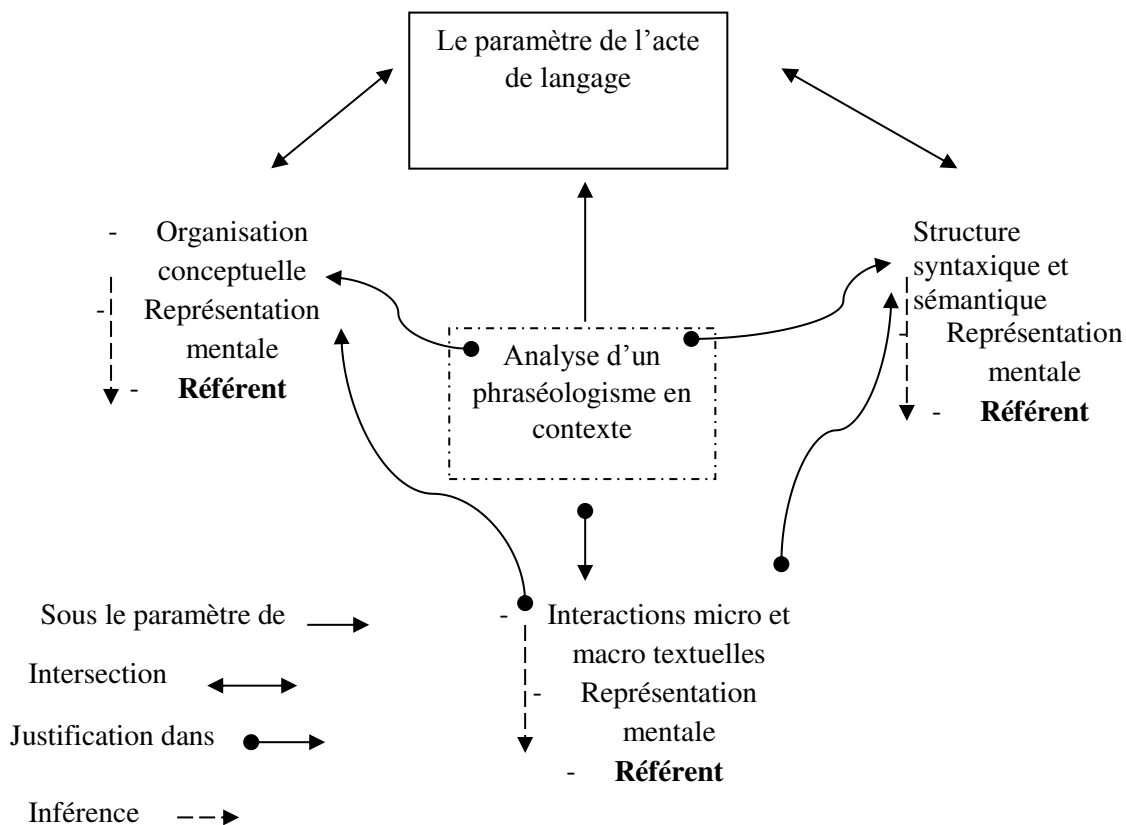 Le paramètre de l’acte
de langage
- Organisation
conceptuelle
- Représentation
mentale
- Référent
Structure
syntaxique et
sémantique
- Représentation
mentale
- Référent
Analyse d’un
phraséologisme en
contexte
- Interactions micro et
macro textuelles
- Représentation
mentale
- Référent
Sous le paramètre de
Intersection
Justification dans
Inférence